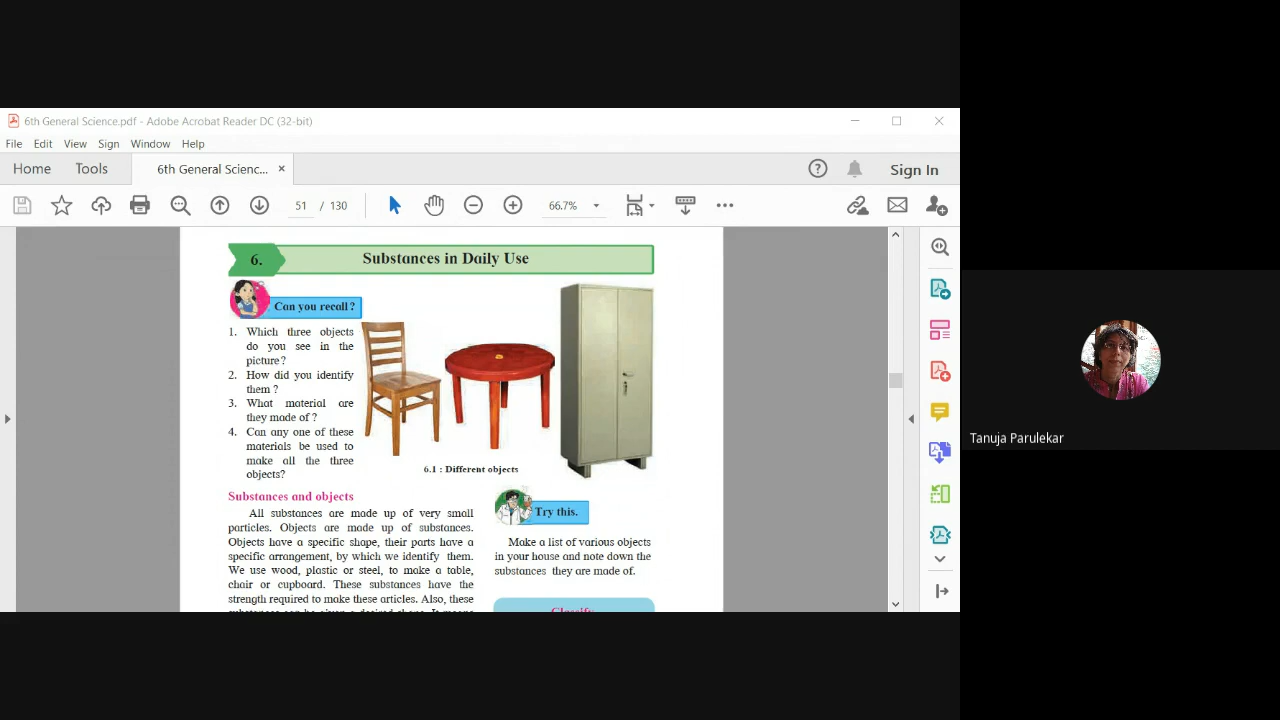 6th General Science.pdf - Adobe Acrobat Reader DC (32-bit)
File Edit View Sign Window Help
Home Tools 6th General Scienc... × Sign In
51 / 130 66.7%
6. Substances in Daily Use
Can you recall?
1. Which three objects
do you see in the
picture?
2. How did you identify
them ?
3. What material are
they made of ?
4. Can any one of these
materials be used to
make all the three
objects?
6.1 : Different objects
Substances and objects
All substances are made up of very small
particles. Objects are made up of substances.
Objects have a specific shape, their parts have a
specific arrangement, by which we identify them.
We use wood, plastic or steel, to make a table,
chair or cupboard. These substances have the
strength required to make these articles. Also, these
Try this.
Make a list of various objects
in your house and note down the
substances they are made of.
Classify
Tanuja Parulekar